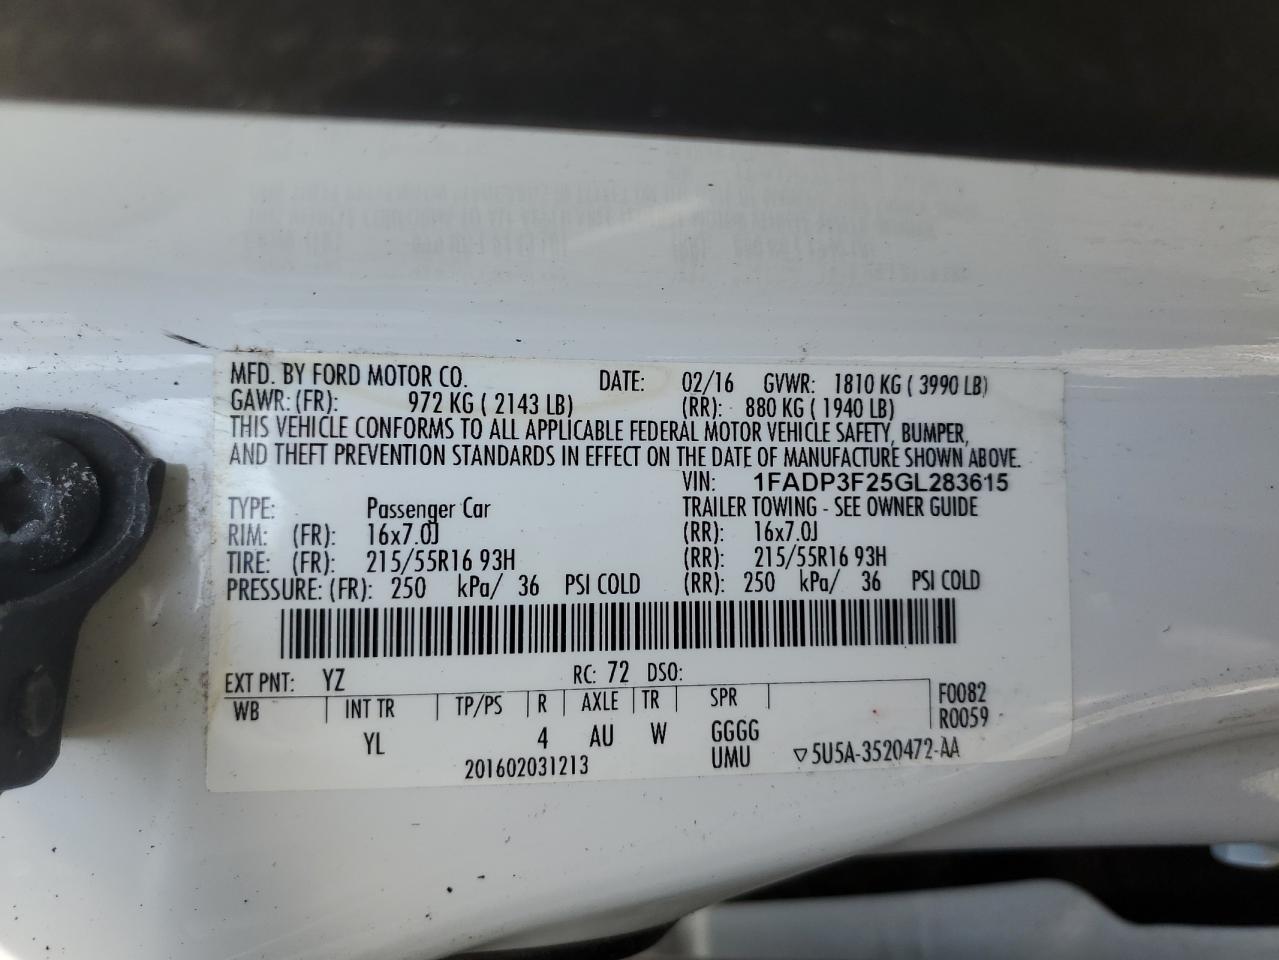 MFD. BY FORD MOTOR CO. DATE: 02/16 GVWR: 1810 KG ( 3990 LB)
GAWR: (FR): 972 KG ( 2143 LB) (RR): 880 KG ( 1940 LB)
THIS VEHICLE CONFORMS TO ALL APPLICABLE FEDERAL MOTOR VEHICLE SAFETY, BUMPER,
AND THEFT PREVENTION STANDARDS IN EFFECT ON THE DATE OF MANUFACTURE SHOWN ABOVE.
VIN: 1FADP3F25GL283615
TYPE: Passenger Car TRAILER TOWING - SEE OWNER GUIDE
RIM: (FR): 16x7.0J (RR): 16x7.0J
TIRE: (FR): 215/55R16 93H (RR): 215/55R16 93H
PRESSURE: (FR): 250 kPa/ 36 PSI COLD (RR): 250 kPa/ 36 PSI COLD
EXT PNT: YZ RC: 72 DSO:
WB INT TR TP/PS R AXLE TR SPR F0082
R0059
YL 4 AU W GGGG
201602031213 UMU ▽5U5A-3520472-AA